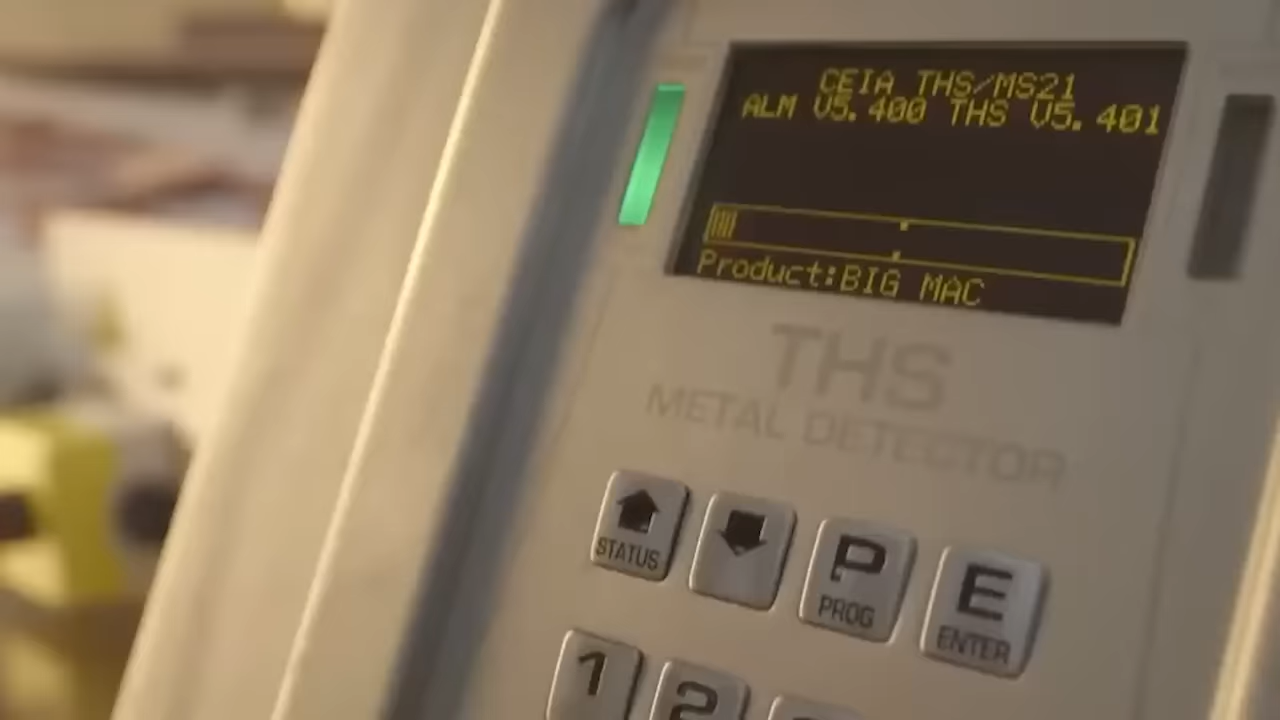 CEIA THS/MS21
ALM V5.400 THS V5.401
Product:BIG MAC
THS
METAL DETECTOR
STATUS
P
PROG
E
ENTER
1
2